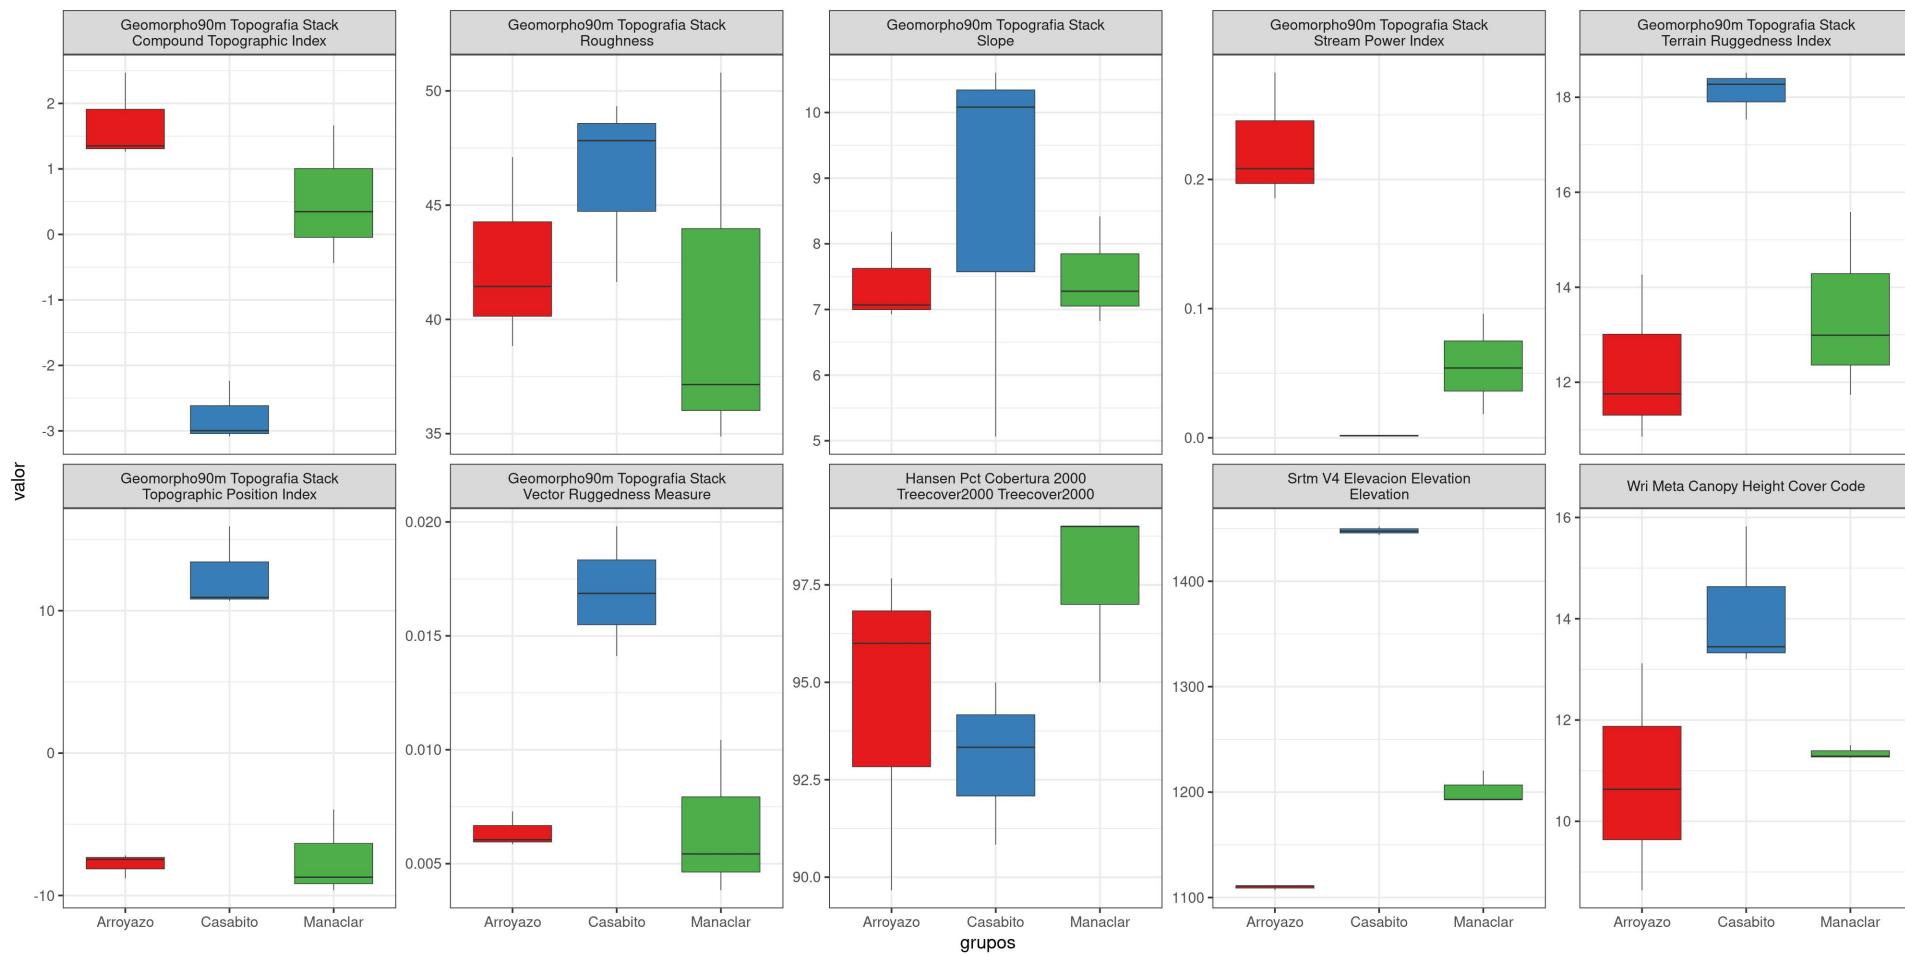 Geomorpho90m Topografia Stack
Compound Topographic Index
Geomorpho90m Topografia Stack
Roughness
Geomorpho90m Topografia Stack
Slope
Geomorpho90m Topografia Stack
Stream Power Index
Geomorpho90m Topografia Stack
Terrain Ruggedness Index
2
1
0
-1
-2
-3
50
45
40
35
10
9
8
7
6
5
0.2
0.1
0.0
18
16
14
12
valor
Geomorpho90m Topografia Stack
Topographic Position Index
Geomorpho90m Topografia Stack
Vector Ruggedness Measure
Hansen Pct Cobertura 2000
Treecover2000 Treecover2000
Srtm V4 Elevacion Elevation
Elevation
Wri Meta Canopy Height Cover Code
10
0
-10
0.020
0.015
0.010
0.005
97.5
95.0
92.5
90.0
1400
1300
1200
1100
16
14
12
10
Arroyazo Casabito Manaclar
Arroyazo Casabito Manaclar
Arroyazo Casabito Manaclar
Arroyazo Casabito Manaclar
Arroyazo Casabito Manaclar
grupos